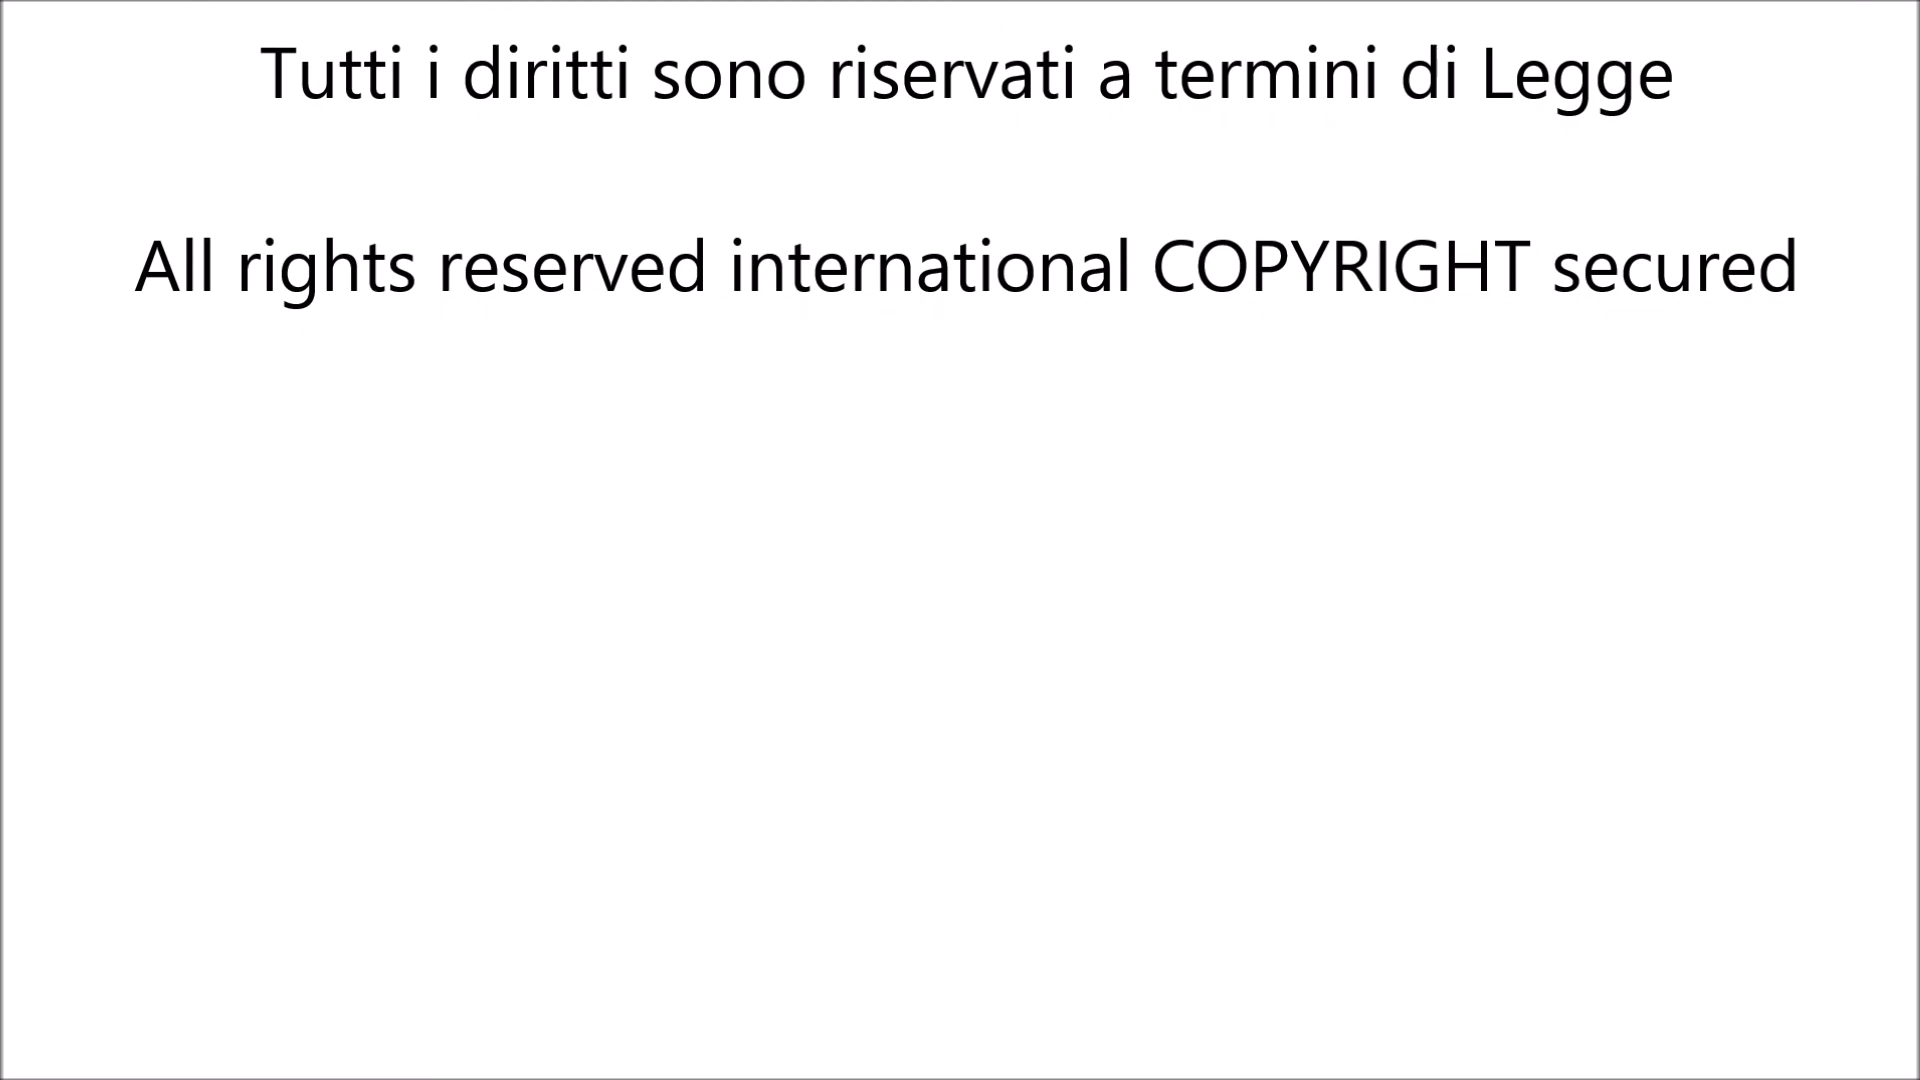 Tutti i diritti sono riservati a termini di Legge
All rights reserved international COPYRIGHT secured